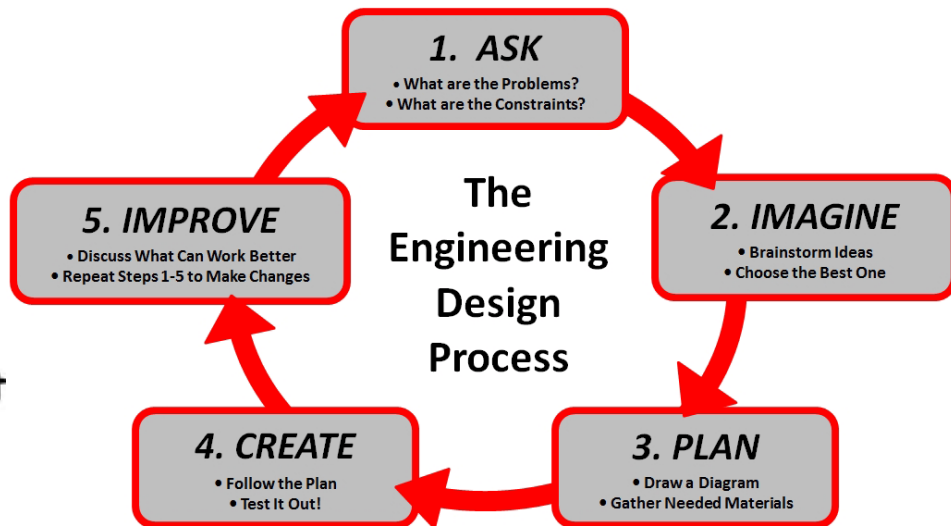 1. ASK
• What are the Problems?
• What are the Constraints?
The
Engineering
Design
Process
2. IMAGINE
• Brainstorm Ideas
• Choose the Best One
3. PLAN
• Draw a Diagram
• Gather Needed Materials
4. CREATE
• Follow the Plan
• Test It Out!
5. IMPROVE
• Discuss What Can Work Better
• Repeat Steps 1-5 to Make Changes